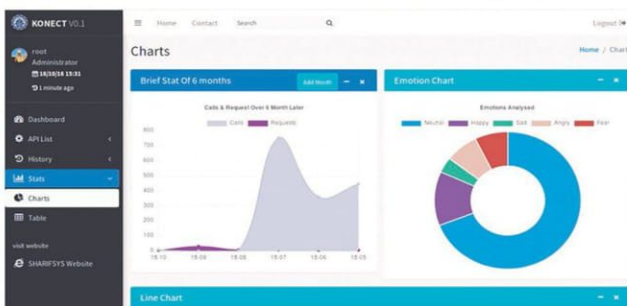 KONECT V0.1
Home Contact Search
Logout
root
Administrator
1 minute ago
Charts
Home / Chart
Brief Stat Of 6 months
Add Month
Emotion Chart
Calls & Request Over 6 Month Later
Calls Requests
Emotions Analysed
Neutral Happy Sad Angry Fear
Dashboard
API List
History
Stats
Charts
Table
visit website
SHARIFSYS Website
800
700
600
500
400
300
200
100
0
Line Chart